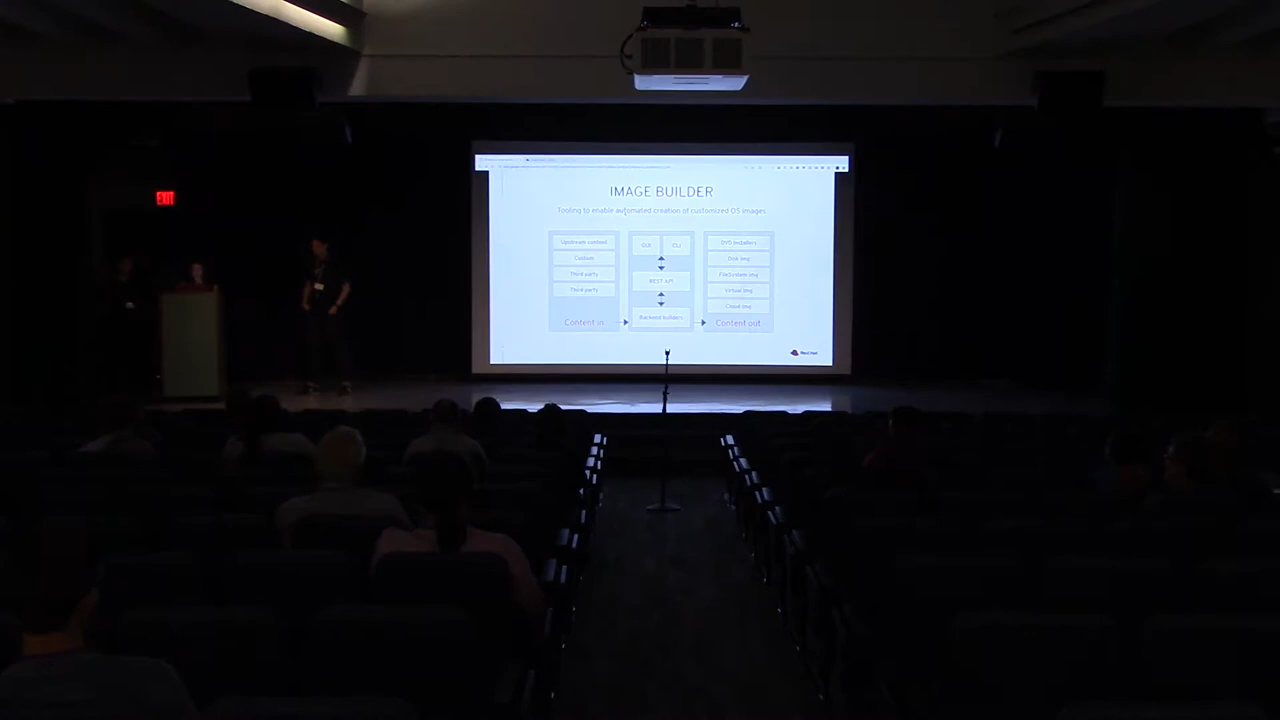 EXIT
IMAGE BUILDER
Tooling to enable automated creation of customized OS images
Upstream content
Custom
Third party
Third party
Content in
GUI
CLI
REST API
Backend builders
DVD installers
Disk img
FileSystem img
Virtual img
Cloud img
Content out
Red Hat